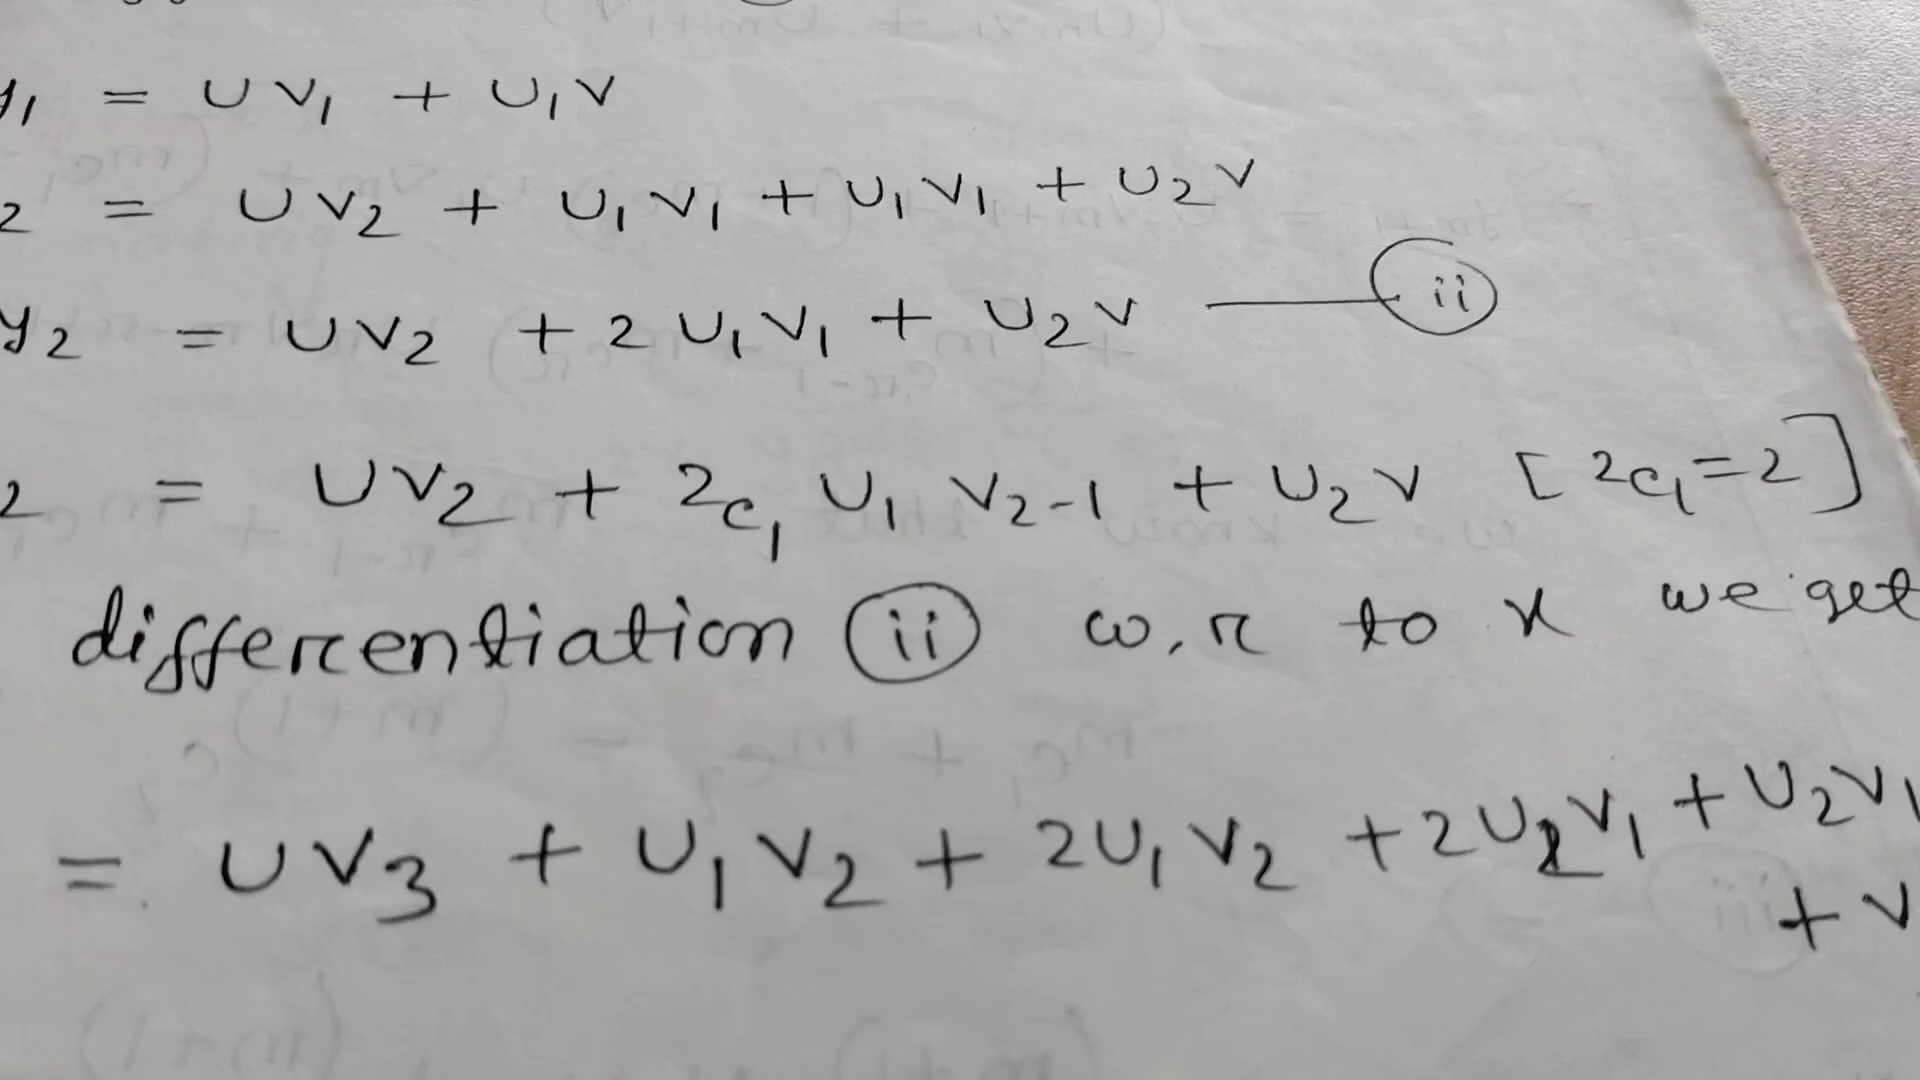 y₁ = UV₁ + U₁V
₂ = UV₂ + U₁V₁ + U₁V₁ + U₂V
y₂ = UV₂ + 2U₁V₁ + U₂V —— (ii)
₂ = UV₂ + 2c₁ U₁ V₂₋₁ + U₂V [2c₁=2]
differentiation (ii) w.r to x we get
= UV₃ + U₁V₂ + 2U₁V₂ + 2U₂V₁ + U₂V₁
+ V